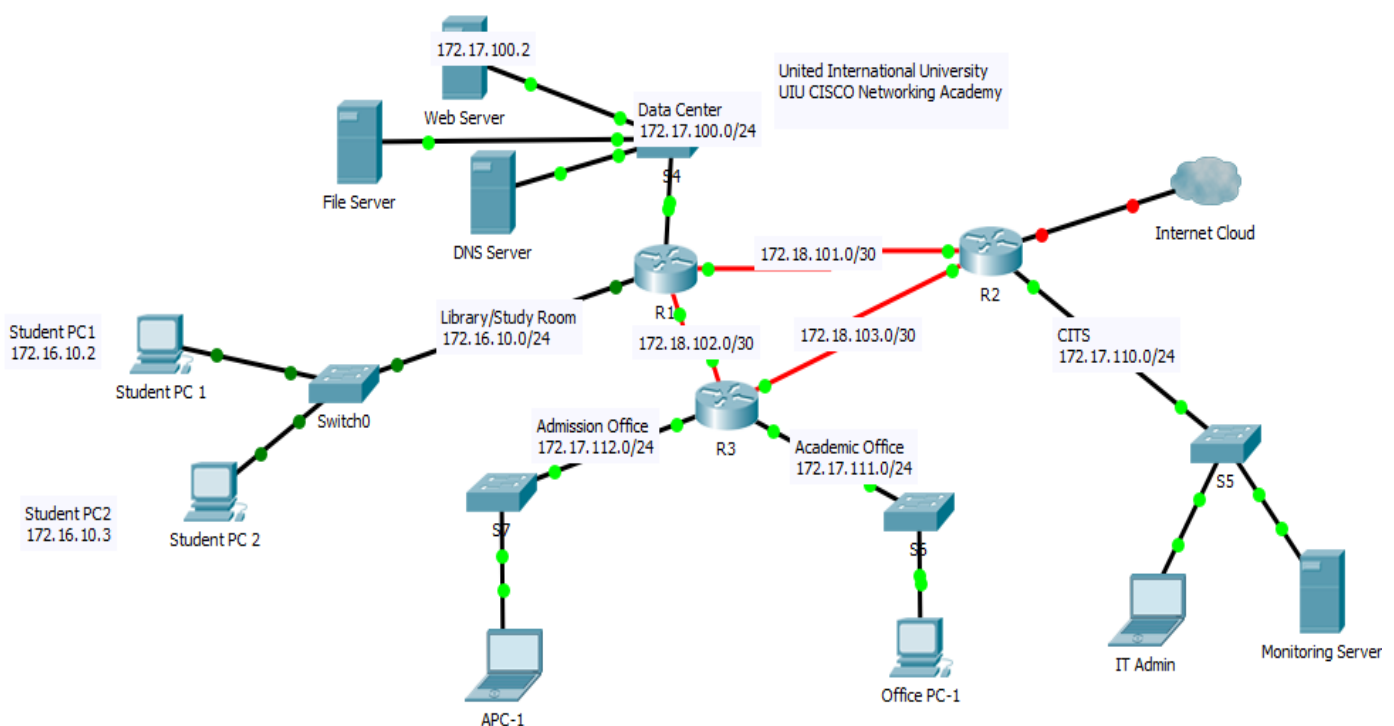 172.17.100.2
Web Server
United International University
UIU CISCO Networking Academy
Data Center
172.17.100.0/24
S4
File Server
DNS Server
Internet Cloud
172.18.101.0/30
R2
R1
Library/Study Room
172.16.10.0/24
Student PC1
172.16.10.2
Student PC 1
172.18.102.0/30
172.18.103.0/30
CITS
172.17.110.0/24
Switch0
Admission Office
172.17.112.0/24
R3
Academic Office
172.17.111.0/24
S5
Student PC2
172.16.10.3
Student PC 2
S7
S6
IT Admin
Monitoring Server
Office PC-1
APC-1